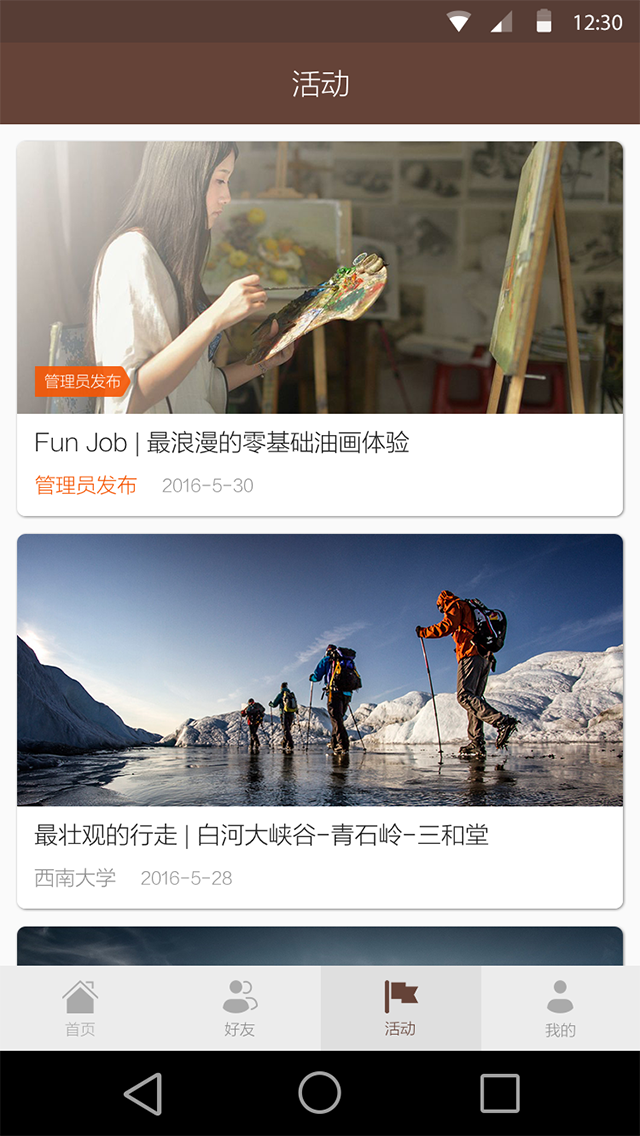 12:30
活动
管理员发布
Fun Job | 最浪漫的零基础油画体验
管理员发布 2016-5-30
最壮观的行走 | 白河大峡谷-青石岭-三和堂
西南大学 2016-5-28
首页 好友 活动 我的